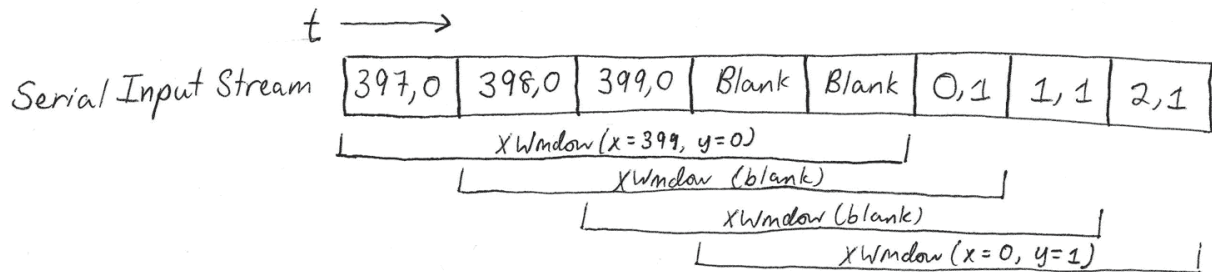 t
Serial Input Stream 397,0 398,0 399,0 Blank Blank 0,1 1,1 2,1
XWindow (x=399, y=0)
XWindow (blank)
XWindow (blank)
XWindow (x=0, y=1)